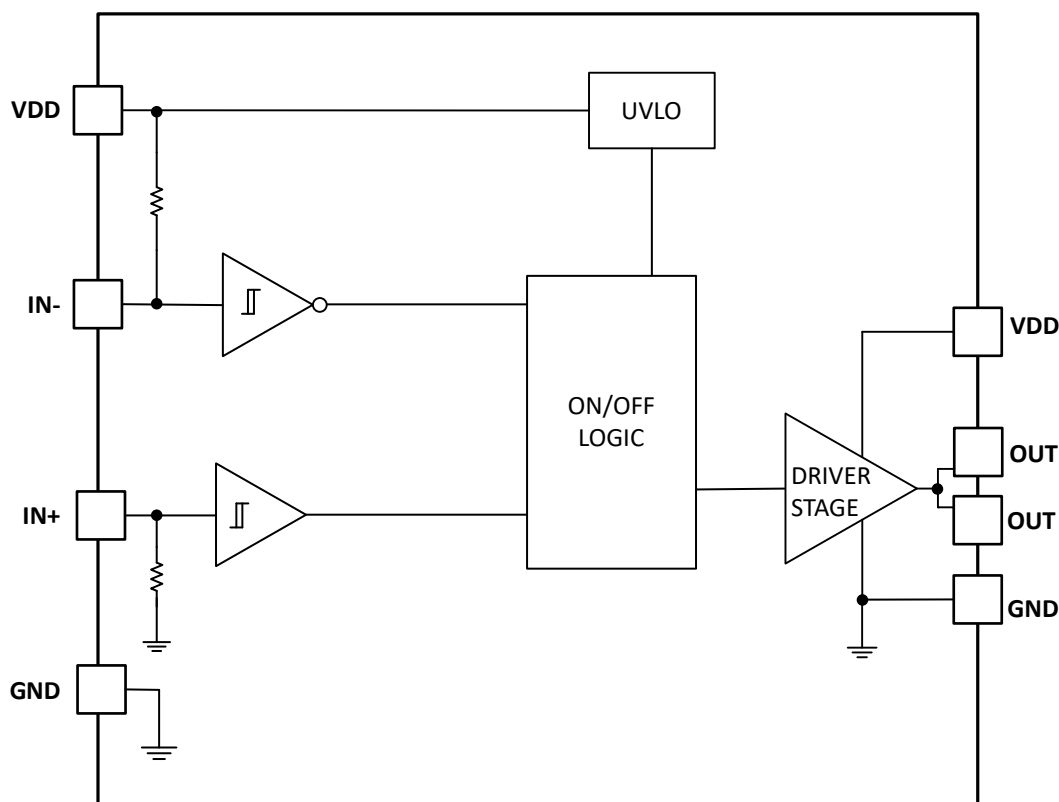 VDD
UVLO
IN-
VDD
ON/OFF
LOGIC
OUT
DRIVER
STAGE
IN+
OUT
GND
GND